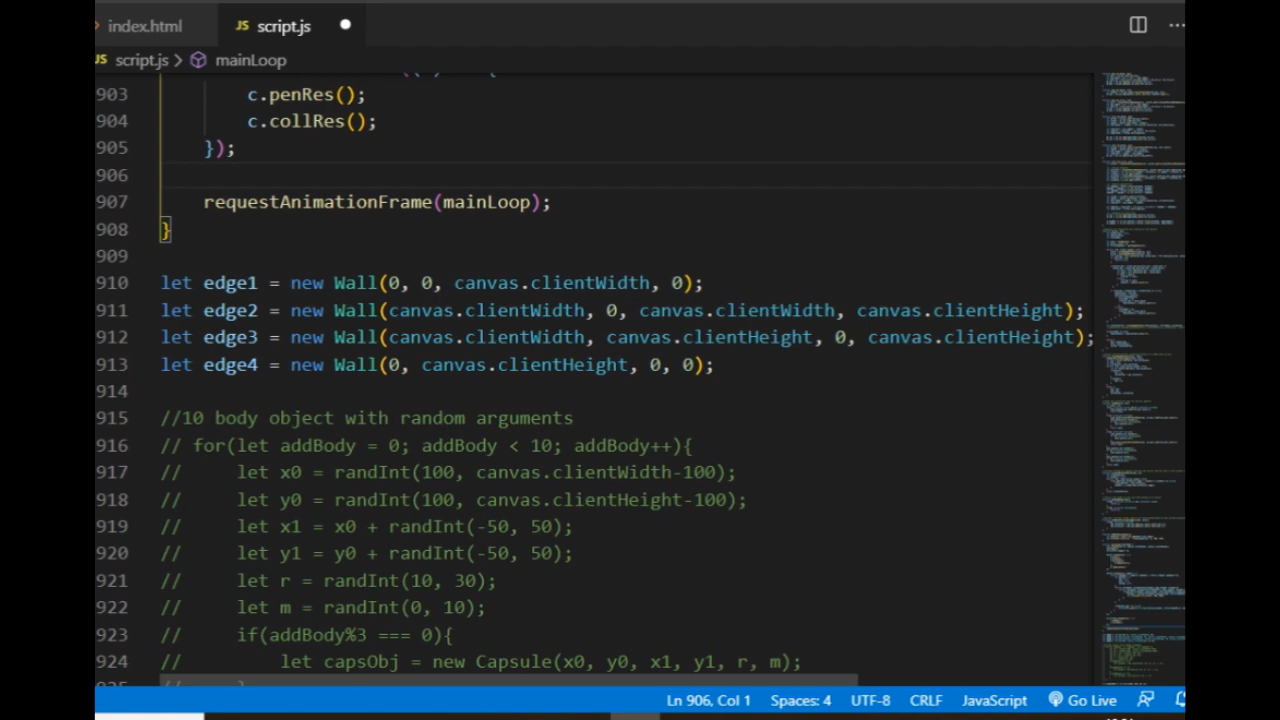 index.html JS script.js
JS script.js > mainLoop
903 c.penRes();
904 c.collRes();
905 });
906
907 requestAnimationFrame(mainLoop);
908 }
909
910 let edge1 = new Wall(0, 0, canvas.clientWidth, 0);
911 let edge2 = new Wall(canvas.clientWidth, 0, canvas.clientWidth, canvas.clientHeight);
912 let edge3 = new Wall(canvas.clientWidth, canvas.clientHeight, 0, canvas.clientHeight);
913 let edge4 = new Wall(0, canvas.clientHeight, 0, 0);
914
915 //10 body object with random arguments
916 // for(let addBody = 0; addBody < 10; addBody++){
917 // let x0 = randInt(100, canvas.clientWidth-100);
918 // let y0 = randInt(100, canvas.clientHeight-100);
919 // let x1 = x0 + randInt(-50, 50);
920 // let y1 = y0 + randInt(-50, 50);
921 // let r = randInt(10, 30);
922 // let m = randInt(0, 10);
923 // if(addBody%3 === 0){
924 // let capsObj = new Capsule(x0, y0, x1, y1, r, m);
Ln 906, Col 1 Spaces: 4 UTF-8 CRLF JavaScript Go Live